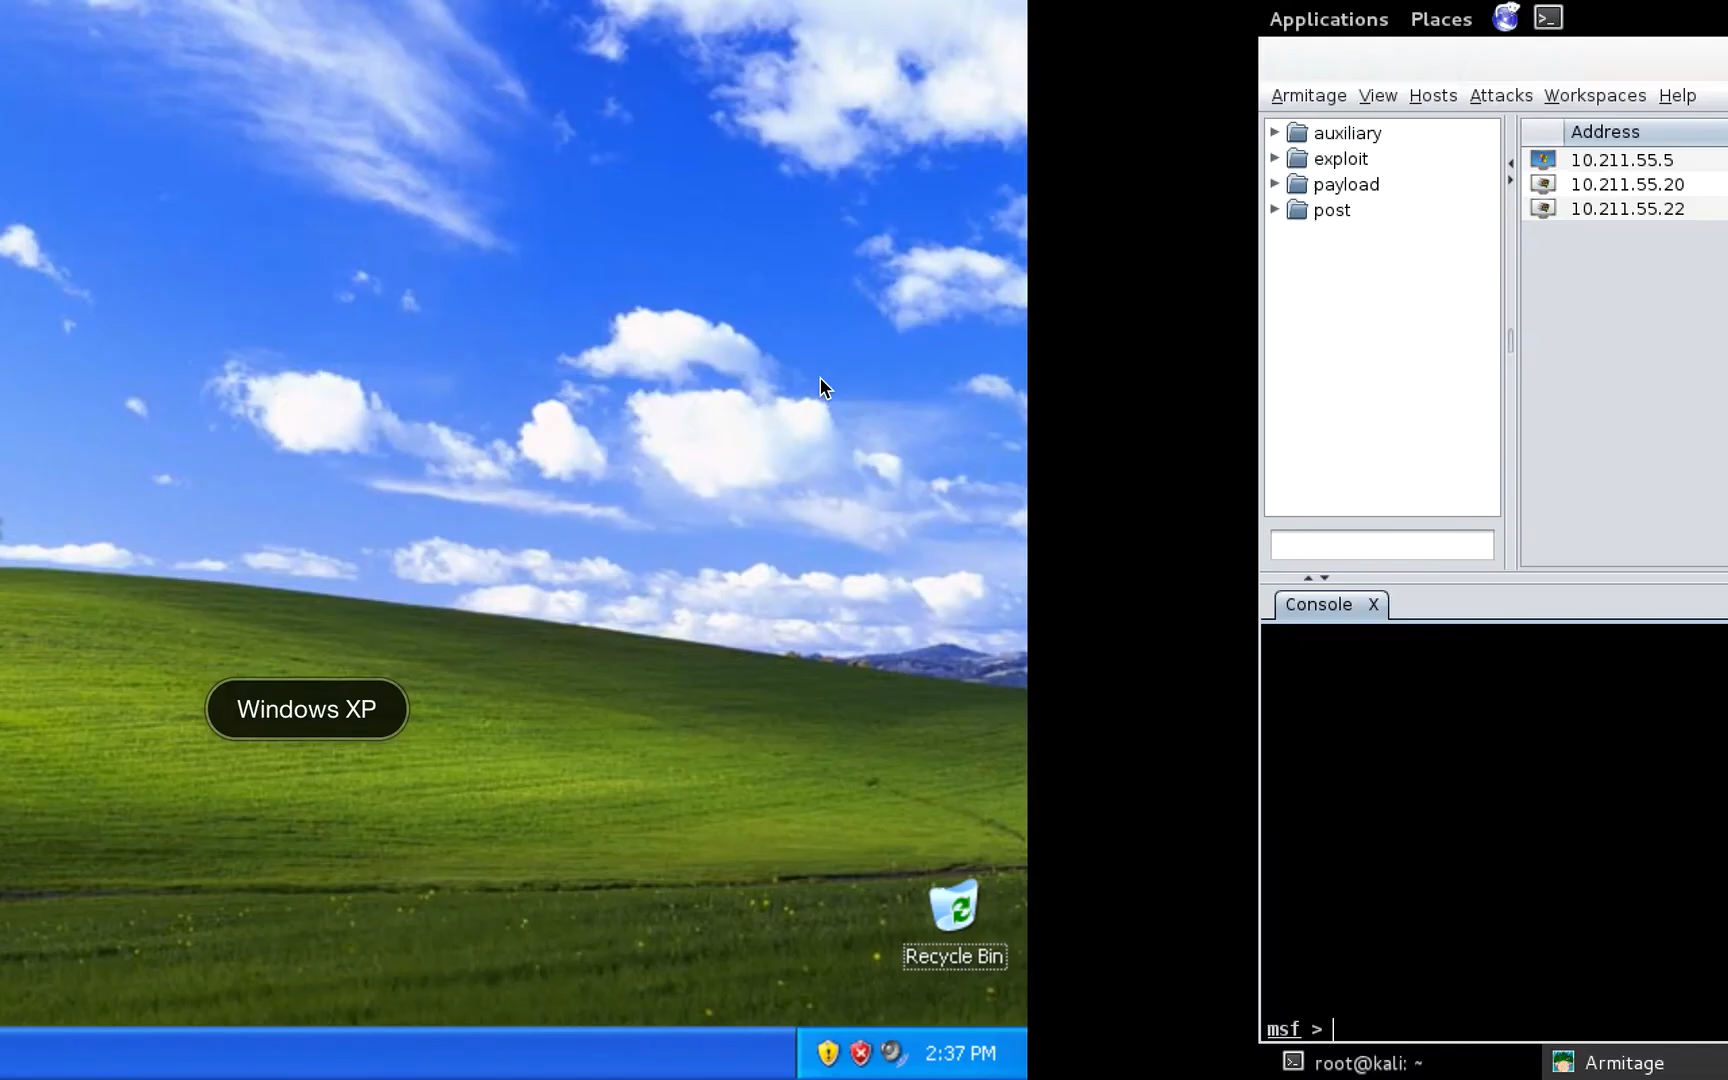 Windows XP
Recycle Bin
2:37 PM
Applications Places
Armitage View Hosts Attacks Workspaces Help
auxiliary
exploit
payload
post
Address
10.211.55.5
10.211.55.20
10.211.55.22
Console X
msf >
root@kali: ~
Armitage